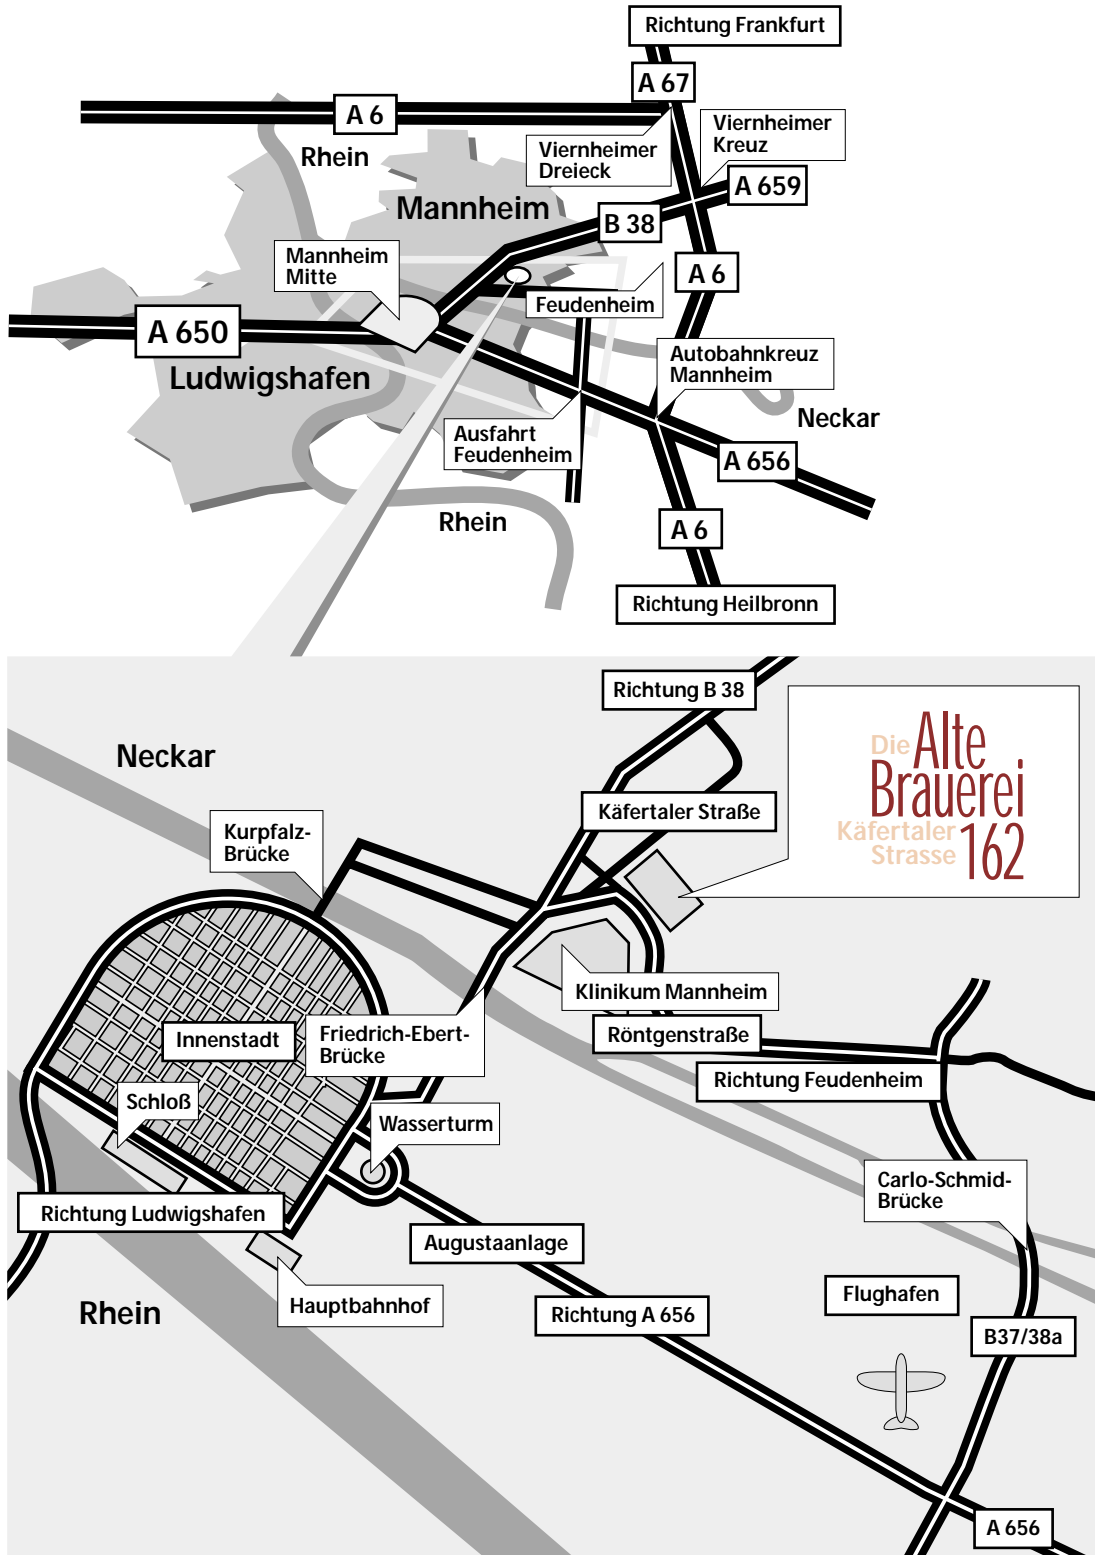 Richtung Frankfurt
A 67
A 6
Viernheimer
Kreuz
Rhein
Viernheimer
Dreieck
A 659
Mannheim
B 38
Mannheim
Mitte
A 6
Feudenheim
A 650
Autobahnkreuz
Mannheim
Ludwigshafen
Neckar
Ausfahrt
Feudenheim
A 656
Rhein
A 6
Richtung Heilbronn
Richtung B 38
Die Alte
Brauerei
Käfertaler
Strasse 162
Neckar
Käfertaler Straße
Kurpfalz-
Brücke
Klinikum Mannheim
Innenstadt
Friedrich-Ebert-
Brücke
Röntgenstraße
Richtung Feudenheim
Schloß
Wasserturm
Carlo-Schmid-
Brücke
Richtung Ludwigshafen
Augustaanlage
Hauptbahnhof
Flughafen
Rhein
Richtung A 656
B37/38a
A 656